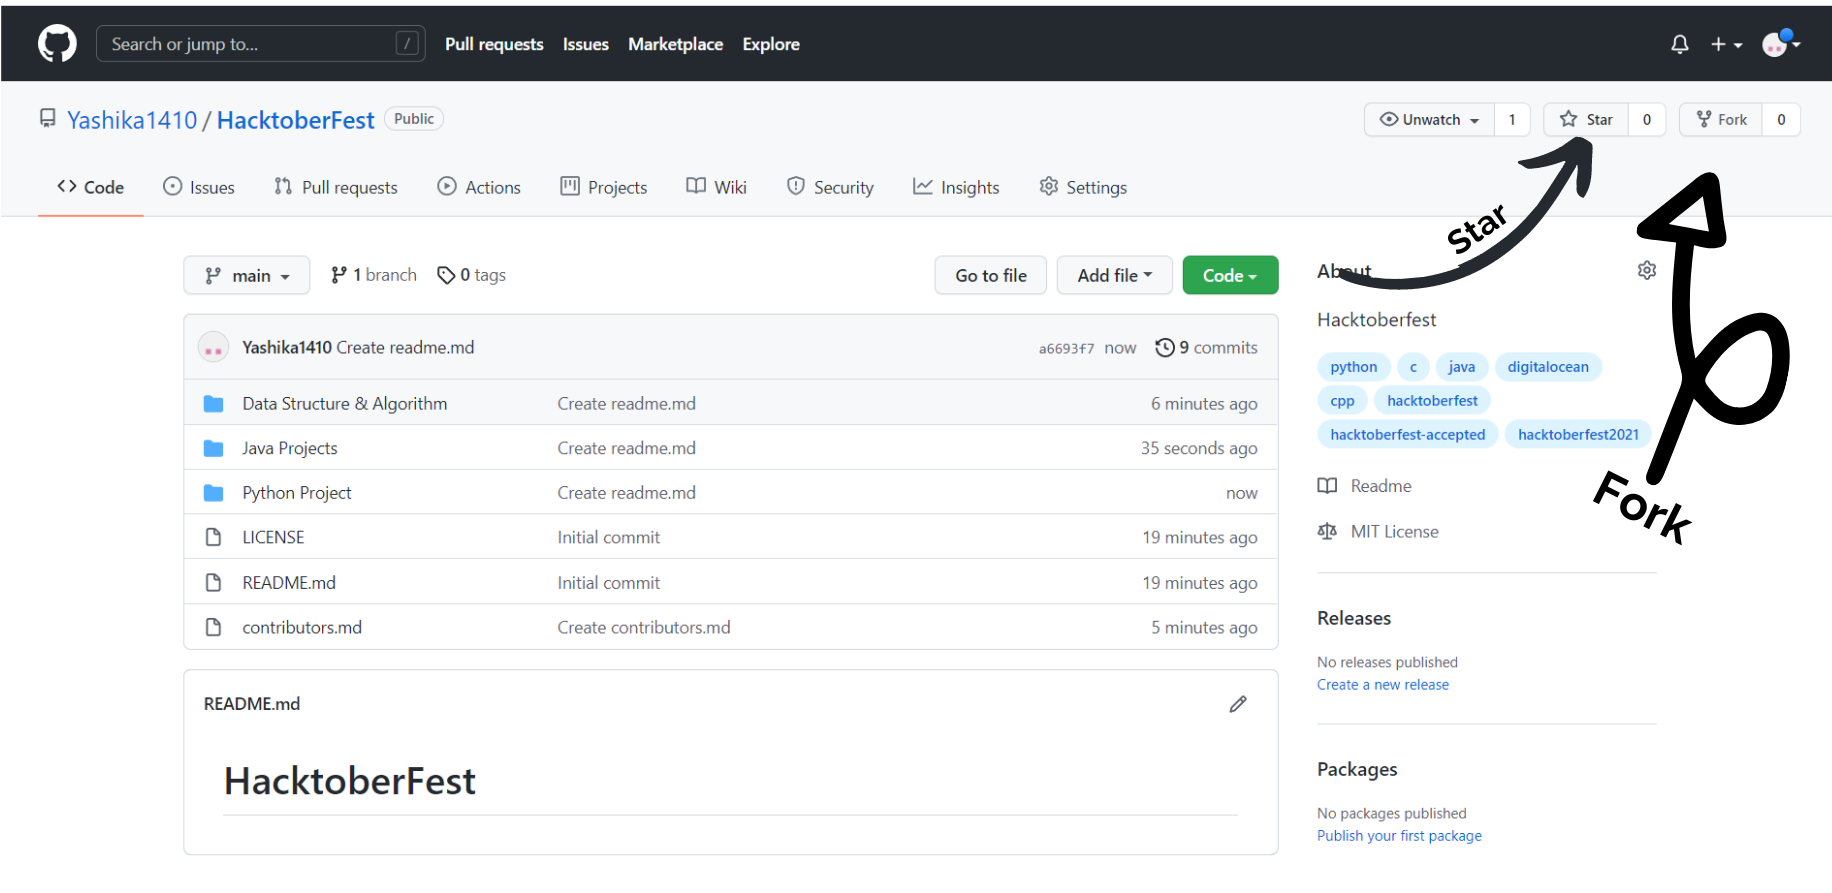 Search or jump to... /
Pull requests Issues Marketplace Explore
Yashika1410 / HacktoberFest Public
Unwatch 1 Star 0 Fork 0
Code Issues Pull requests Actions Projects Wiki Security Insights Settings
Star
main 1 branch 0 tags Go to file Add file Code
Yashika1410 Create readme.md a6693f7 now 9 commits
Data Structure & Algorithm Create readme.md 6 minutes ago
Java Projects Create readme.md 35 seconds ago
Python Project Create readme.md now
LICENSE Initial commit 19 minutes ago
README.md Initial commit 19 minutes ago
contributors.md Create contributors.md 5 minutes ago
README.md
HacktoberFest
About
Hacktoberfest
python c java digitalocean
cpp hacktoberfest
hacktoberfest-accepted hacktoberfest2021
Readme
MIT License
Fork
Releases
No releases published
Create a new release
Packages
No packages published
Publish your first package